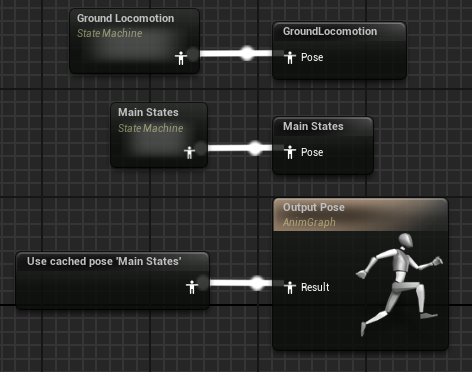 Ground Locomotion
State Machine
GroundLocomotion
Pose
Main States
State Machine
Main States
Pose
Use cached pose 'Main States'
Output Pose
AnimGraph
Result